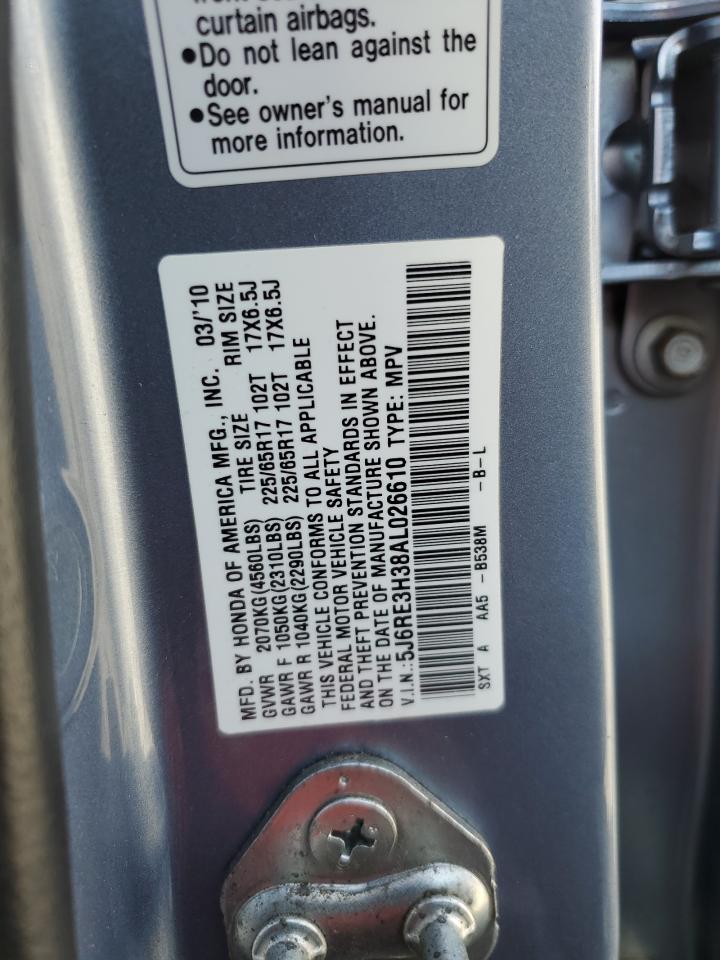 curtain airbags.
●Do not lean against the
door.
●See owner's manual for
more information.
MFD. BY HONDA OF AMERICA MFG., INC. 03/'10
GVWR 2070KG(4560LBS) TIRE SIZE RIM SIZE
GAWR F 1050KG(2310LBS) 225/65R17 102T 17X6.5J
GAWR R 1040KG(2290LBS) 225/65R17 102T 17X6.5J
THIS VEHICLE CONFORMS TO ALL APPLICABLE
FEDERAL MOTOR VEHICLE SAFETY
AND THEFT PREVENTION STANDARDS IN EFFECT
ON THE DATE OF MANUFACTURE SHOWN ABOVE.
V.I.N.:5J6RE3H38AL026610 TYPE: MPV
SXT A AA5 -B538M -B-L